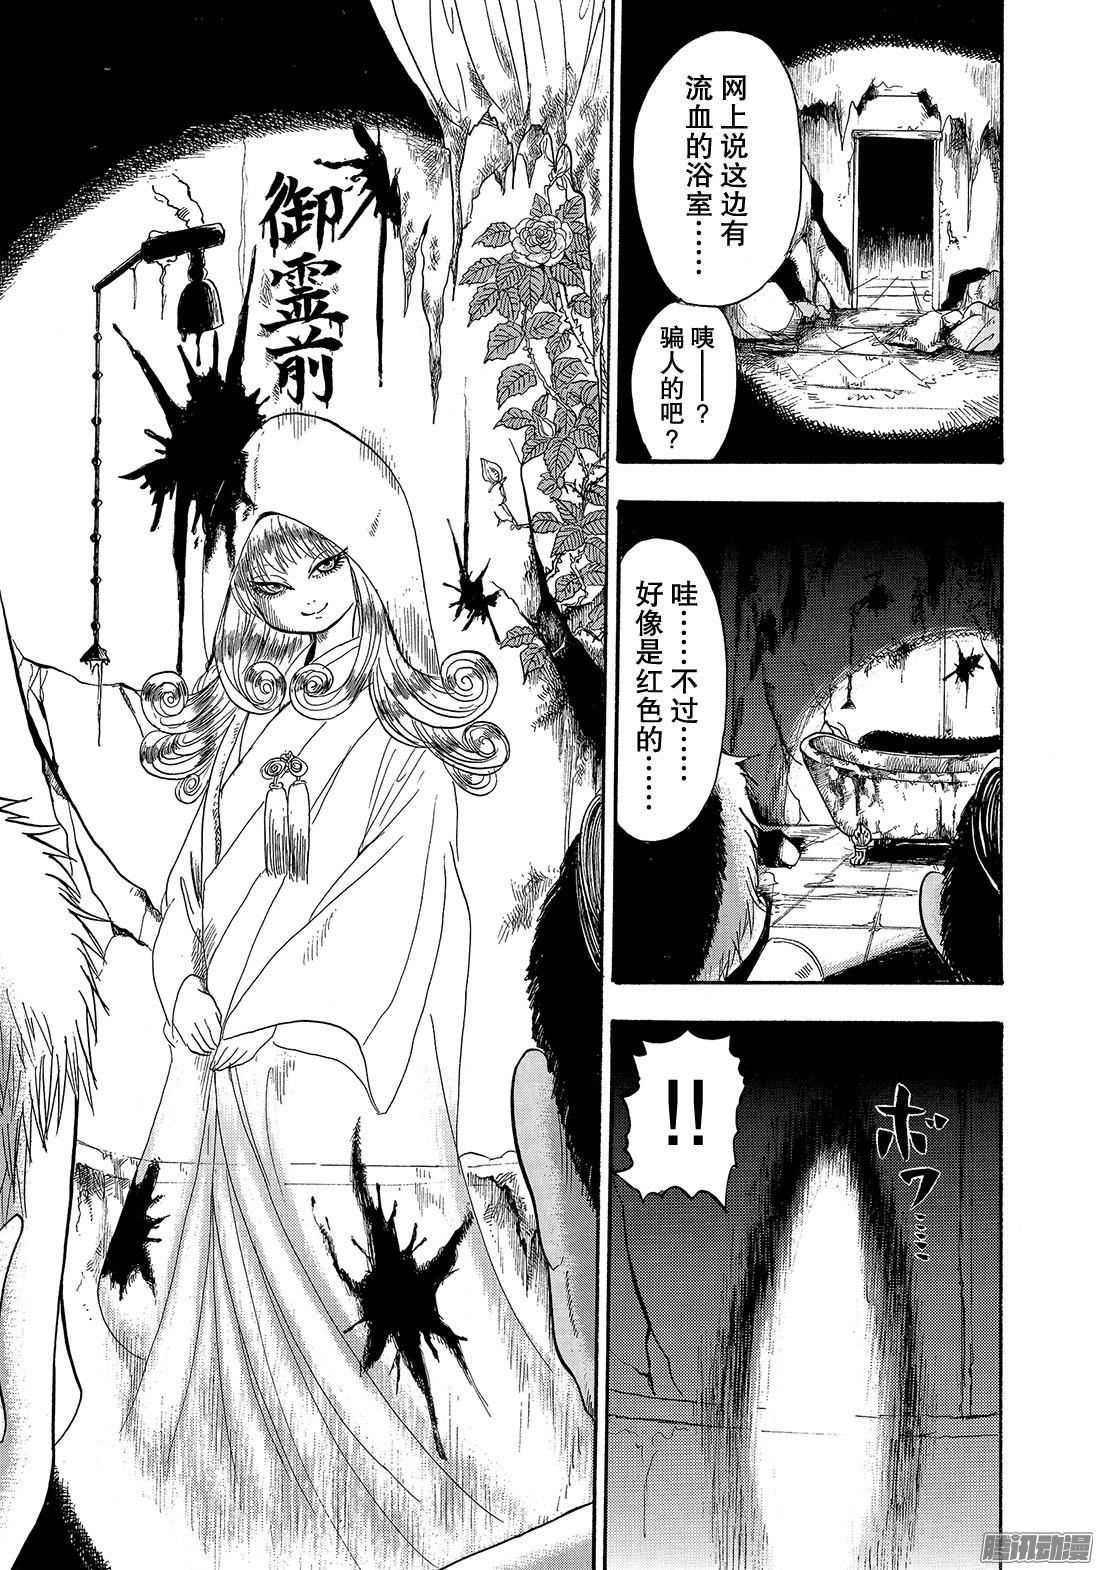 网上说这边有
流血的浴室……
咦——？
骗人的吧？
哇……不过……
好像是红色的……
!!
ボワ…
御霊前
腾讯动漫